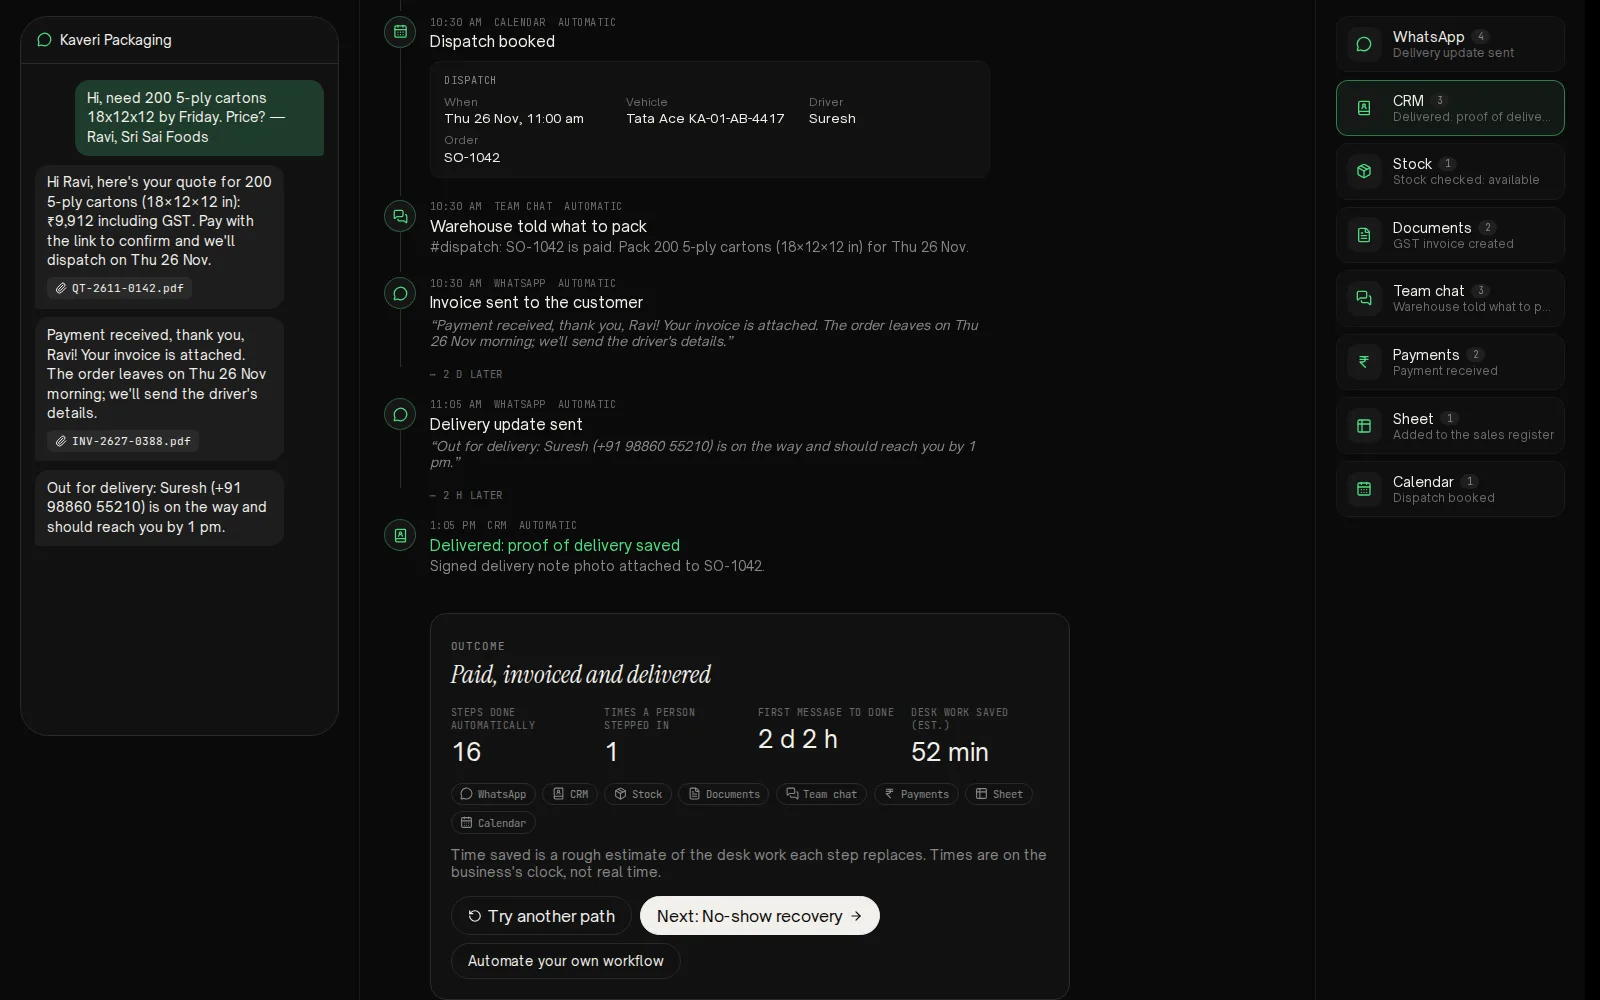 Kaveri Packaging
Hi, need 200 5-ply cartons
18x12x12 by Friday. Price? —
Ravi, Sri Sai Foods
Hi Ravi, here's your quote for 200
5-ply cartons (18×12×12 in):
₹9,912 including GST. Pay with
the link to confirm and we'll
dispatch on Thu 26 Nov.
QT-2611-0142.pdf
Payment received, thank you,
Ravi! Your invoice is attached.
The order leaves on Thu 26 Nov
morning; we'll send the driver's
details.
INV-2627-0388.pdf
Out for delivery: Suresh (+91
98860 55210) is on the way and
should reach you by 1 pm.
10:30 AM CALENDAR AUTOMATIC
Dispatch booked
DISPATCH
When Vehicle Driver
Thu 26 Nov, 11:00 am Tata Ace KA-01-AB-4417 Suresh
Order
SO-1042
10:30 AM TEAM CHAT AUTOMATIC
Warehouse told what to pack
#dispatch: SO-1042 is paid. Pack 200 5-ply cartons (18×12×12 in) for Thu 26 Nov.
10:30 AM WHATSAPP AUTOMATIC
Invoice sent to the customer
“Payment received, thank you, Ravi! Your invoice is attached. The order leaves on Thu
26 Nov morning; we'll send the driver's details.”
— 2 D LATER
11:05 AM WHATSAPP AUTOMATIC
Delivery update sent
“Out for delivery: Suresh (+91 98860 55210) is on the way and should reach you by 1
pm.”
— 2 H LATER
1:05 PM CRM AUTOMATIC
Delivered: proof of delivery saved
Signed delivery note photo attached to SO-1042.
OUTCOME
Paid, invoiced and delivered
STEPS DONE AUTOMATICALLY
16
TIMES A PERSON STEPPED IN
1
FIRST MESSAGE TO DONE
2 d 2 h
DESK WORK SAVED (EST.)
52 min
WhatsApp CRM Stock Documents Team chat Payments Sheet
Calendar
Time saved is a rough estimate of the desk work each step replaces. Times are on the
business's clock, not real time.
Try another path
Next: No-show recovery →
Automate your own workflow
WhatsApp 4
Delivery update sent
CRM 3
Delivered: proof of delive...
Stock 1
Stock checked: available
Documents 2
GST invoice created
Team chat 3
Warehouse told what to p...
Payments 2
Payment received
Sheet 1
Added to the sales register
Calendar 1
Dispatch booked